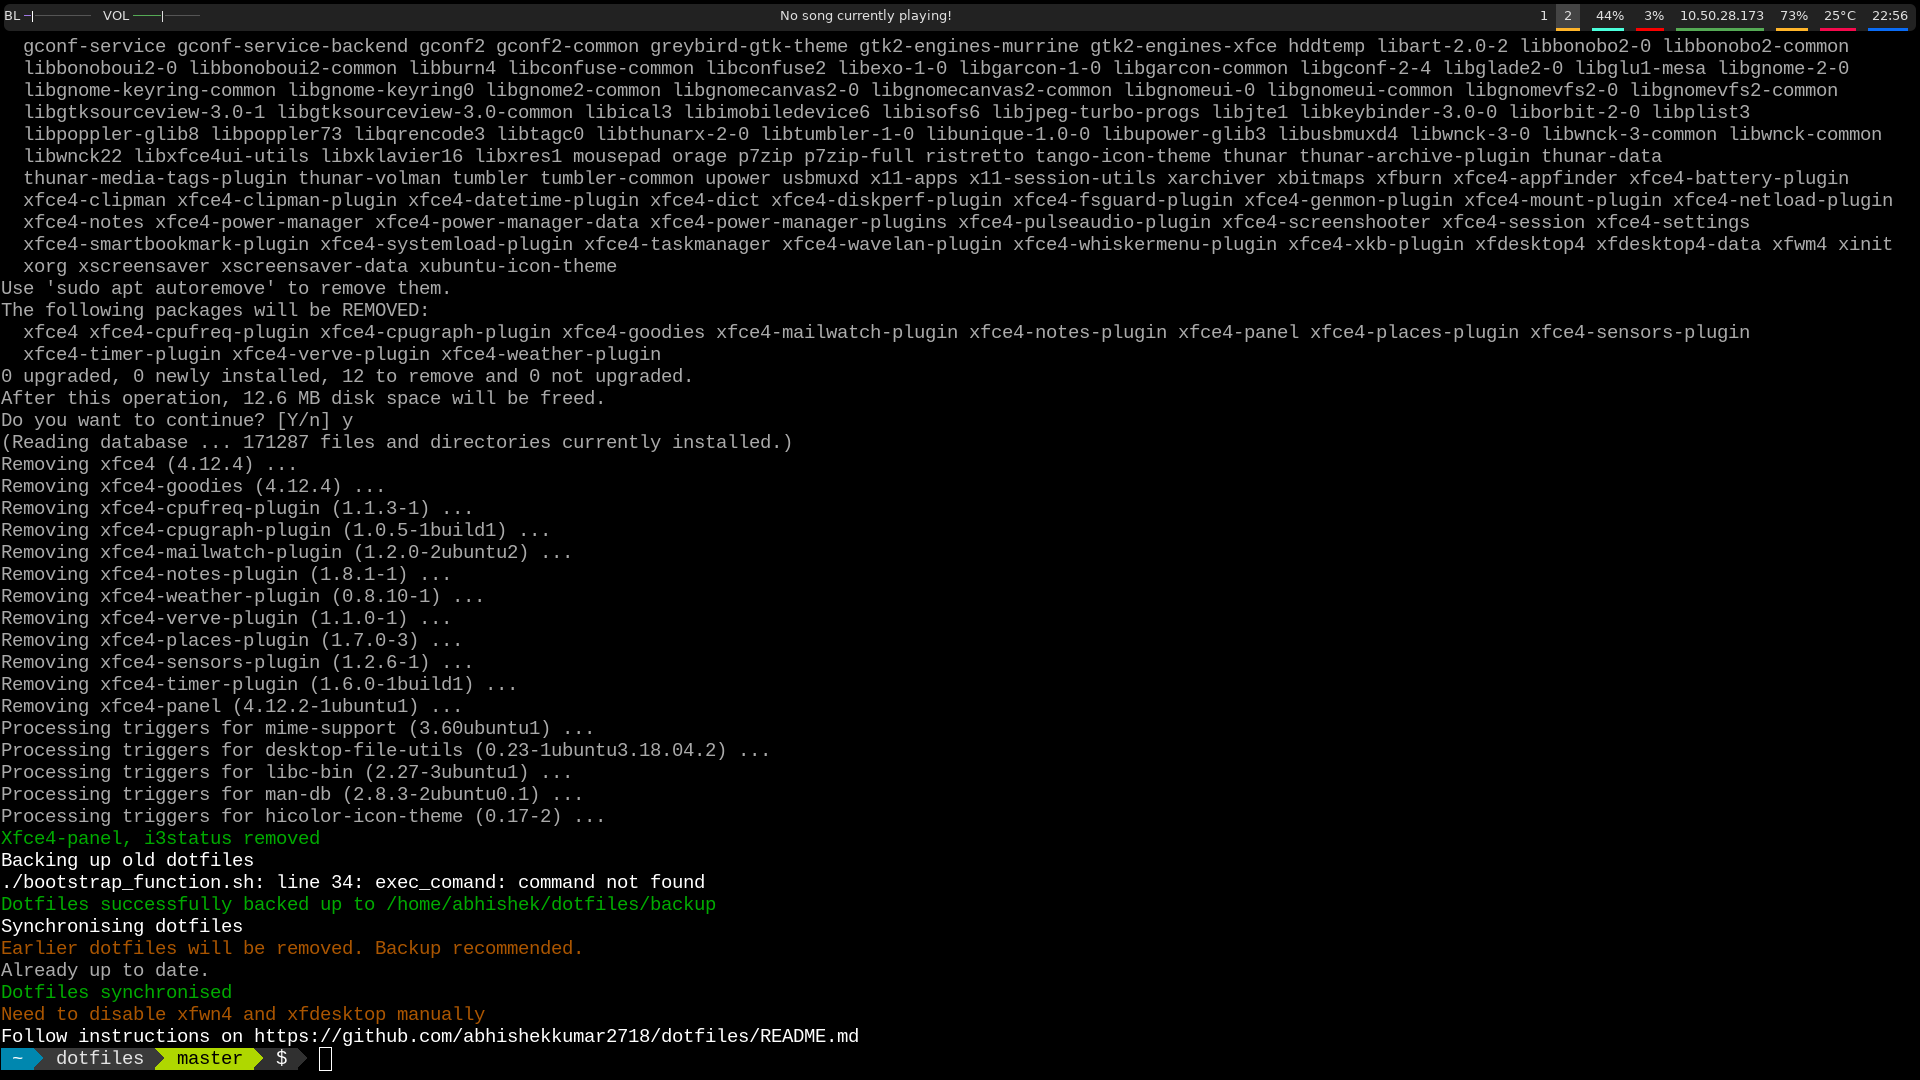 BL VOL No song currently playing! 1 2 44% 3% 10.50.28.173 73% 25°C 22:56
gconf-service gconf-service-backend gconf2 gconf2-common greybird-gtk-theme gtk2-engines-murrine gtk2-engines-xfce hddtemp libart-2.0-2 libbonobo2-0 libbonobo2-common
libbonoboui2-0 libbonoboui2-common libburn4 libconfuse-common libconfuse2 libexo-1-0 libgarcon-1-0 libgarcon-common libgconf-2-4 libglade2-0 libglu1-mesa libgnome-2-0
libgnome-keyring-common libgnome-keyring0 libgnome2-common libgnomecanvas2-0 libgnomecanvas2-common libgnomeui-0 libgnomeui-common libgnomevfs2-0 libgnomevfs2-common
libgtksourceview-3.0-1 libgtksourceview-3.0-common libical3 libimobiledevice6 libisofs6 libjpeg-turbo-progs libjte1 libkeybinder-3.0-0 liborbit-2-0 libplist3
libpoppler-glib8 libpoppler73 libqrencode3 libtagc0 libthunarx-2-0 libtumbler-1-0 libunique-1.0-0 libupower-glib3 libusbmuxd4 libwnck-3-0 libwnck-3-common libwnck-common
libwnck22 libxfce4ui-utils libxklavier16 libxres1 mousepad orage p7zip p7zip-full ristretto tango-icon-theme thunar thunar-archive-plugin thunar-data
thunar-media-tags-plugin thunar-volman tumbler tumbler-common upower usbmuxd x11-apps x11-session-utils xarchiver xbitmaps xfburn xfce4-appfinder xfce4-battery-plugin
xfce4-clipman xfce4-clipman-plugin xfce4-datetime-plugin xfce4-dict xfce4-diskperf-plugin xfce4-fsguard-plugin xfce4-genmon-plugin xfce4-mount-plugin xfce4-netload-plugin
xfce4-notes xfce4-power-manager xfce4-power-manager-data xfce4-power-manager-plugins xfce4-pulseaudio-plugin xfce4-screenshooter xfce4-session xfce4-settings
xfce4-smartbookmark-plugin xfce4-systemload-plugin xfce4-taskmanager xfce4-wavelan-plugin xfce4-whiskermenu-plugin xfce4-xkb-plugin xfdesktop4 xfdesktop4-data xfwm4 xinit
xorg xscreensaver xscreensaver-data xubuntu-icon-theme
Use 'sudo apt autoremove' to remove them.
The following packages will be REMOVED:
xfce4 xfce4-cpufreq-plugin xfce4-cpugraph-plugin xfce4-goodies xfce4-mailwatch-plugin xfce4-notes-plugin xfce4-panel xfce4-places-plugin xfce4-sensors-plugin
xfce4-timer-plugin xfce4-verve-plugin xfce4-weather-plugin
0 upgraded, 0 newly installed, 12 to remove and 0 not upgraded.
After this operation, 12.6 MB disk space will be freed.
Do you want to continue? [Y/n] y
(Reading database ... 171287 files and directories currently installed.)
Removing xfce4 (4.12.4) ...
Removing xfce4-goodies (4.12.4) ...
Removing xfce4-cpufreq-plugin (1.1.3-1) ...
Removing xfce4-cpugraph-plugin (1.0.5-1build1) ...
Removing xfce4-mailwatch-plugin (1.2.0-2ubuntu2) ...
Removing xfce4-notes-plugin (1.8.1-1) ...
Removing xfce4-weather-plugin (0.8.10-1) ...
Removing xfce4-verve-plugin (1.1.0-1) ...
Removing xfce4-places-plugin (1.7.0-3) ...
Removing xfce4-sensors-plugin (1.2.6-1) ...
Removing xfce4-timer-plugin (1.6.0-1build1) ...
Removing xfce4-panel (4.12.2-1ubuntu1) ...
Processing triggers for mime-support (3.60ubuntu1) ...
Processing triggers for desktop-file-utils (0.23-1ubuntu3.18.04.2) ...
Processing triggers for libc-bin (2.27-3ubuntu1) ...
Processing triggers for man-db (2.8.3-2ubuntu0.1) ...
Processing triggers for hicolor-icon-theme (0.17-2) ...
Xfce4-panel, i3status removed
Backing up old dotfiles
./bootstrap_function.sh: line 34: exec_comand: command not found
Dotfiles successfully backed up to /home/abhishek/dotfiles/backup
Synchronising dotfiles
Earlier dotfiles will be removed. Backup recommended.
Already up to date.
Dotfiles synchronised
Need to disable xfwn4 and xfdesktop manually
Follow instructions on https://github.com/abhishekkumar2718/dotfiles/README.md
~ dotfiles master $